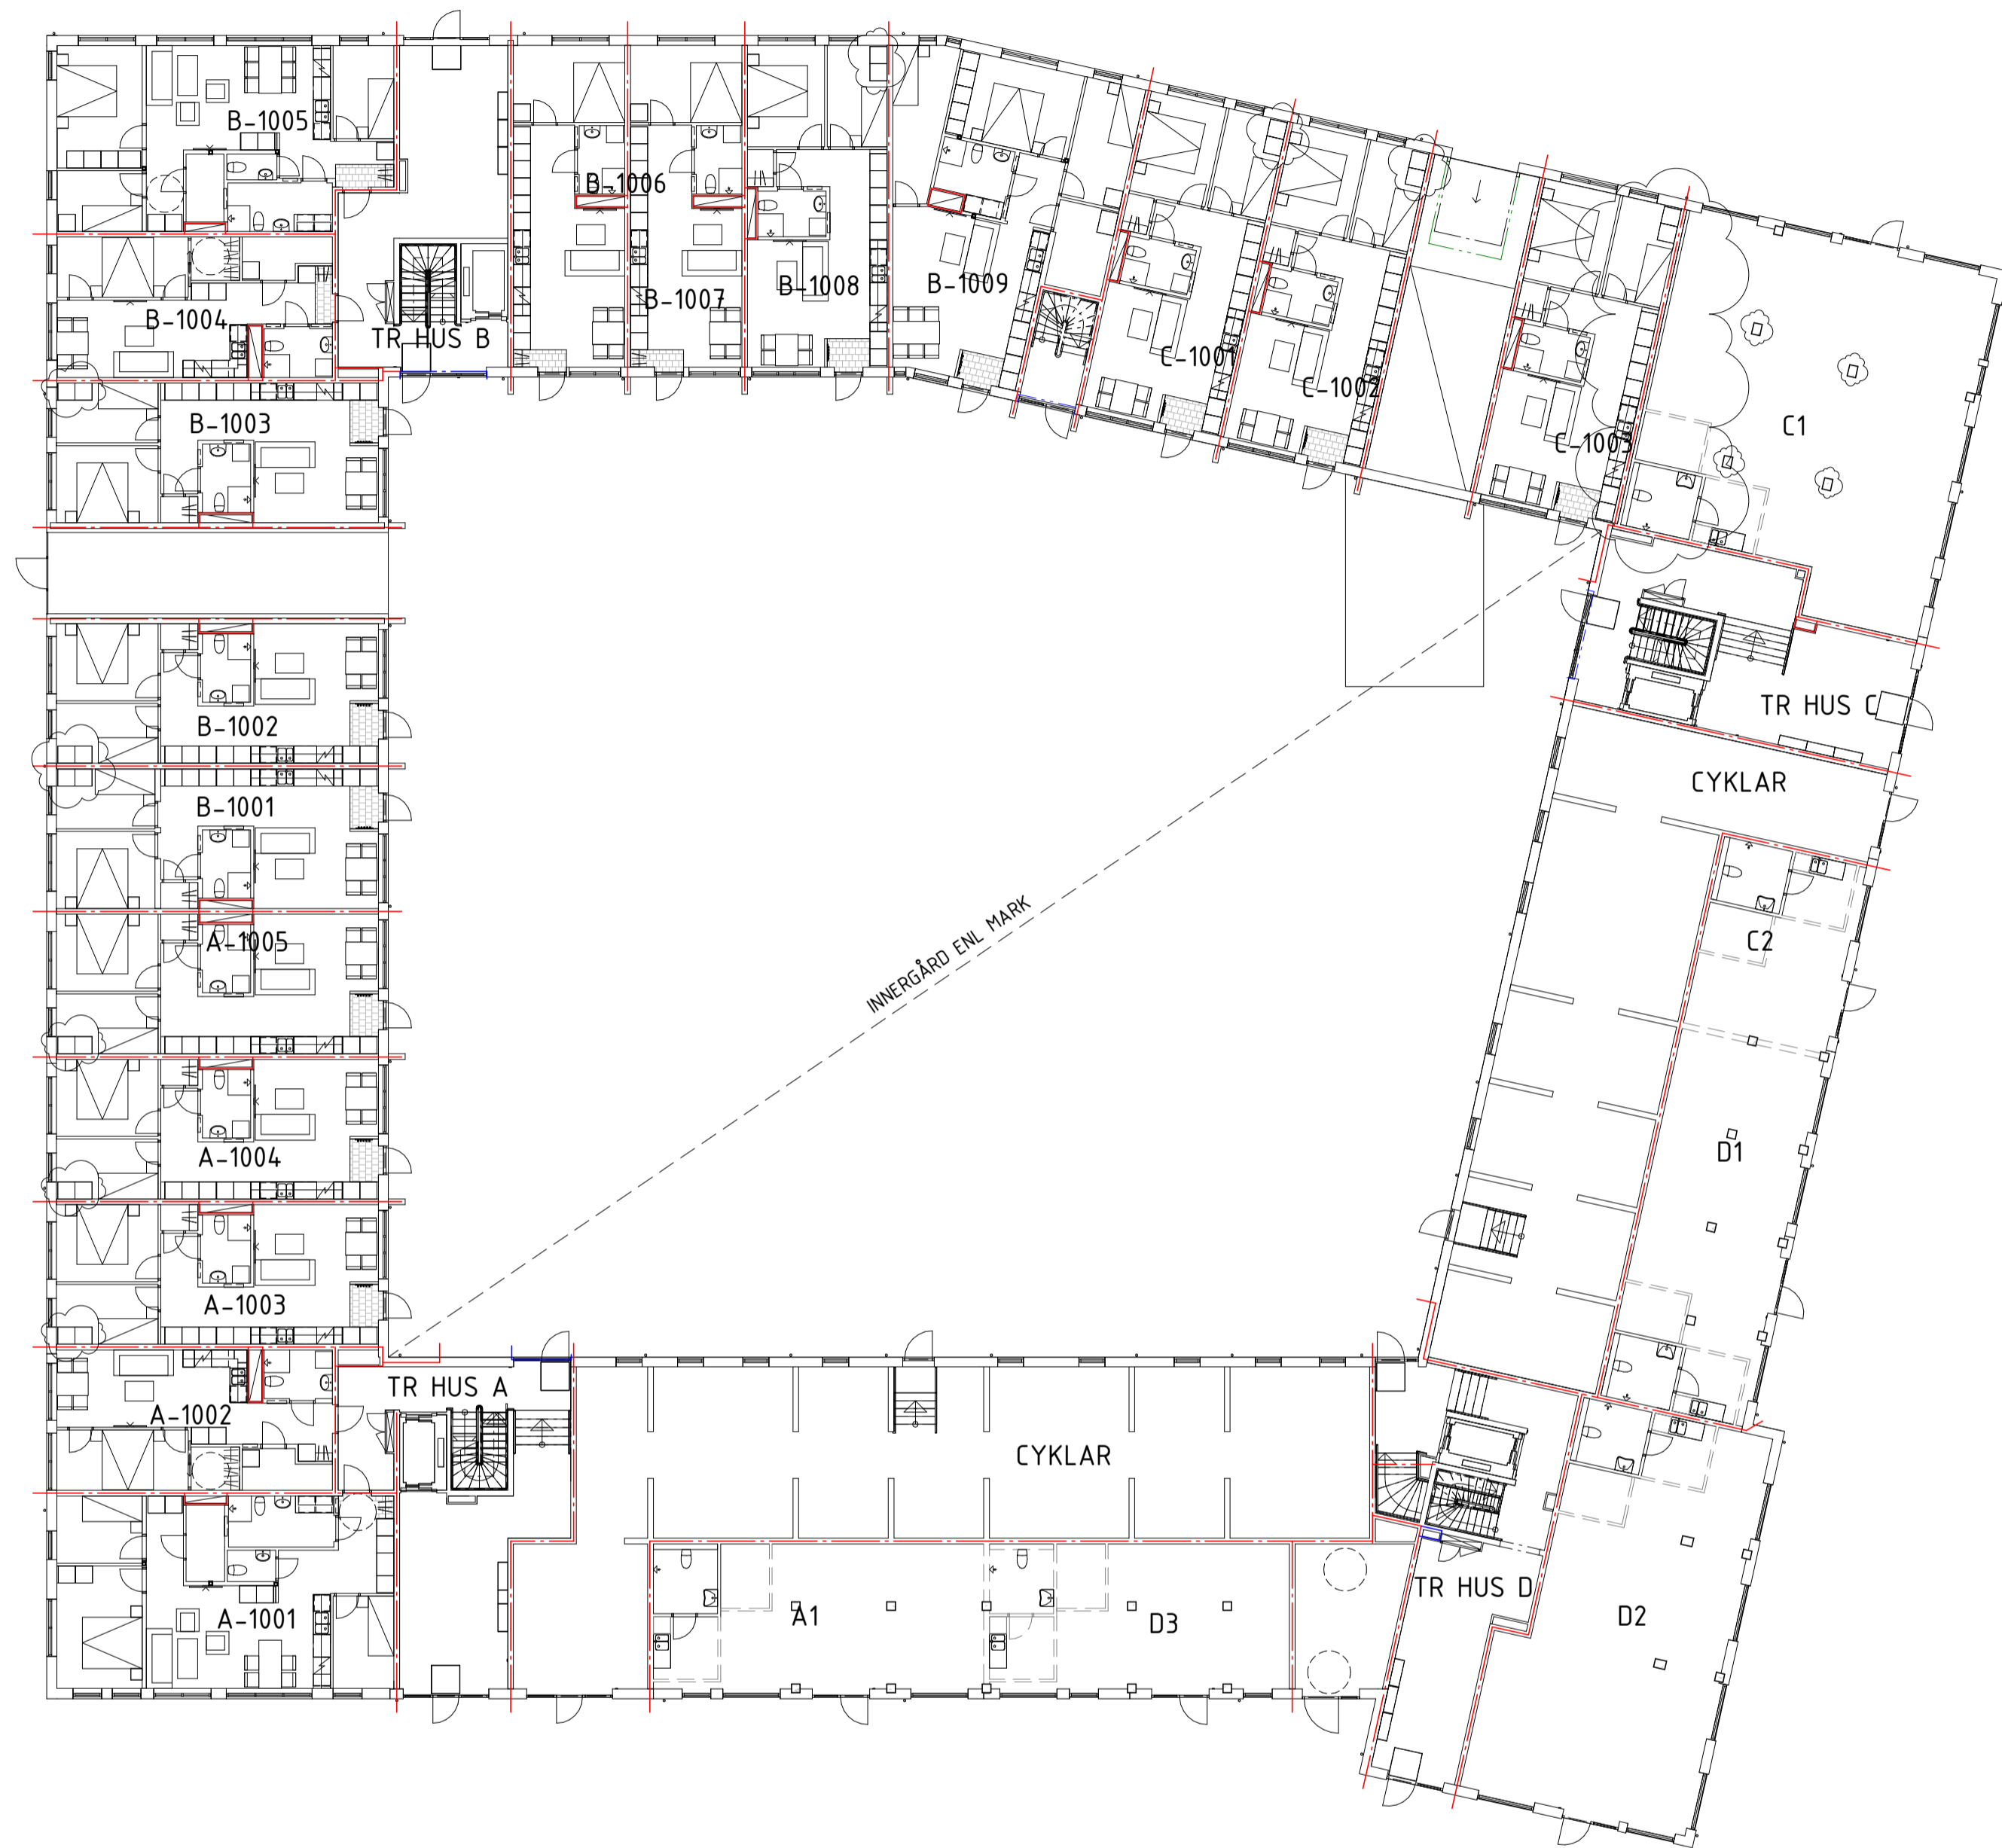 B-1005
B-1006
B-1007
B-1008
B-1009
B-1004
TR HUS B
C-1001
C-1002
C-1003
C1
B-1003
B-1002
TR HUS C
CYKLAR
B-1001
A-1005
INNERGÅRD ENL MARK
C2
A-1004
D1
A-1003
TR HUS A
A-1002
CYKLAR
A-1001
A1
D3
TR HUS D
D2